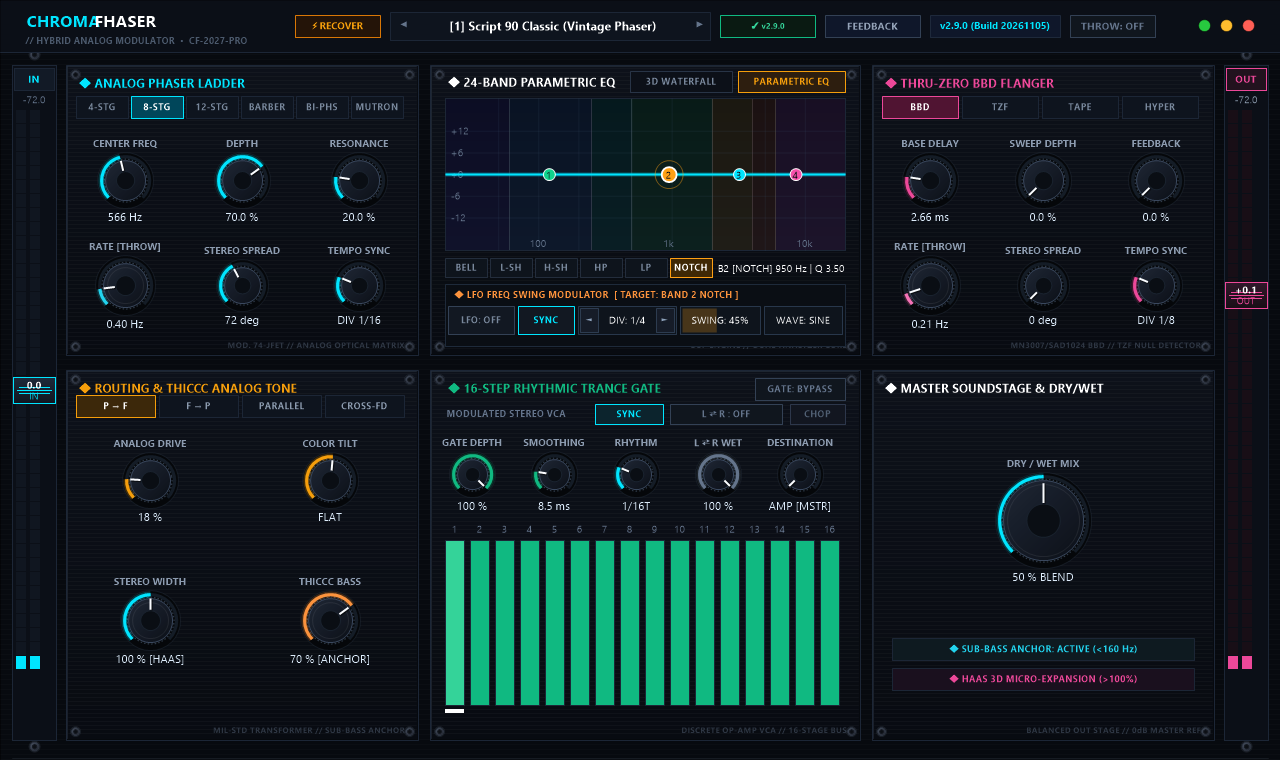 CHROMAFHASER
// HYBRID ANALOG MODULATOR • CF-2027-PRO
⚡RECOVER
◄ [1] Script 90 Classic (Vintage Phaser) ►
✓ v2.9.0
FEEDBACK
v2.9.0 (Build 20261105)
THROW: OFF
IN
-72.0
0.0
IN
◆ ANALOG PHASER LADDER
4-STG 8-STG 12-STG BARBER BI-PHS MUTRON
CENTER FREQ DEPTH RESONANCE
566 Hz 70.0 % 20.0 %
RATE [THROW] STEREO SPREAD TEMPO SYNC
0.40 Hz 72 deg DIV 1/16
MOD. 74-JFET // ANALOG OPTICAL MATRIX
◆ 24-BAND PARAMETRIC EQ
3D WATERFALL PARAMETRIC EQ
+12
+6
+0
-6
-12
1 2 3 4
100 1k 10k
BELL L-SH H-SH HP LP NOTCH B2 [NOTCH] 950 Hz | Q 3.50
◆ LFO FREQ SWING MODULATOR [ TARGET: BAND 2 NOTCH ]
LFO: OFF SYNC ◄ DIV: 1/4 ► SWING: 45% WAVE: SINE
◆ THRU-ZERO BBD FLANGER
BBD TZF TAPE HYPER
BASE DELAY SWEEP DEPTH FEEDBACK
2.66 ms 0.0 % 0.0 %
RATE [THROW] STEREO SPREAD TEMPO SYNC
0.21 Hz 0 deg DIV 1/8
MN3007/SAD1024 BBD // TZF NULL DETECTOR
OUT
-72.0
+0.1
OUT
◆ ROUTING & THICCC ANALOG TONE
P → F F → P PARALLEL CROSS-FD
ANALOG DRIVE COLOR TILT
18 % FLAT
STEREO WIDTH THICCC BASS
100 % [HAAS] 70 % [ANCHOR]
MIL-STD TRANSFORMER // SUB-BASS ANCHOR
◆ 16-STEP RHYTHMIC TRANCE GATE
GATE: BYPASS
MODULATED STEREO VCA SYNC L ⇄ R : OFF CHOP
GATE DEPTH SMOOTHING RHYTHM L ⇄ R WET DESTINATION
100 % 8.5 ms 1/16T 100 % AMP [MSTR]
1 2 3 4 5 6 7 8 9 10 11 12 13 14 15 16
DISCRETE OP-AMP VCA // 16-STAGE BUS
◆ MASTER SOUNDSTAGE & DRY/WET
DRY / WET MIX
50 % BLEND
◆ SUB-BASS ANCHOR: ACTIVE (<160 Hz)
◆ HAAS 3D MICRO-EXPANSION (>100%)
BALANCED OUT STAGE // 0dB MASTER REF